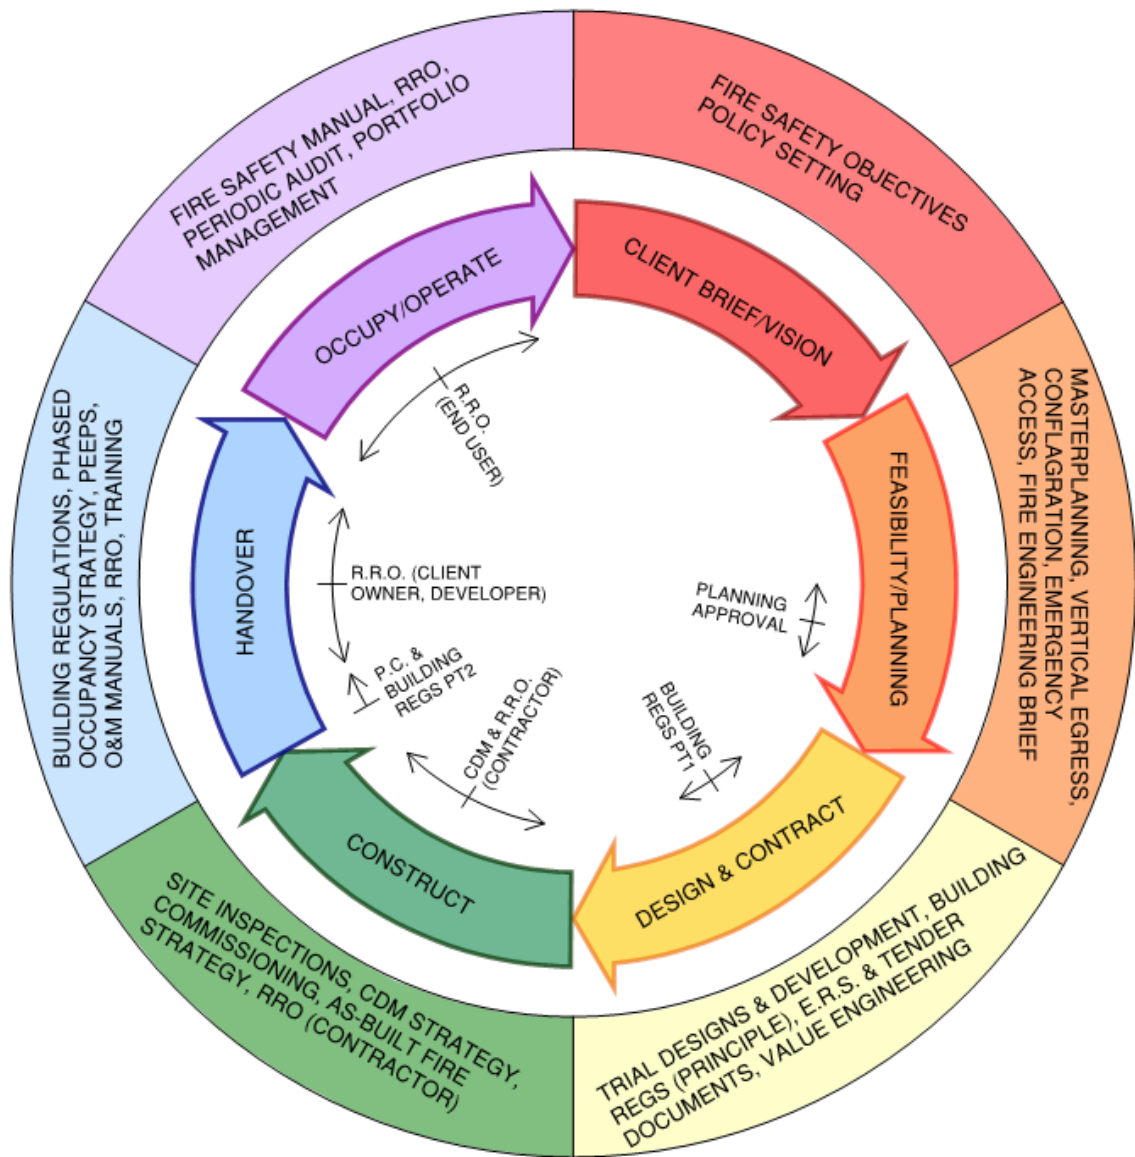 FIRE SAFETY OBJECTIVES
POLICY SETTING
MASTERPLANNING, VERTICAL EGRESS,
CONFLAGRATION, EMERGENCY
ACCESS, FIRE ENGINEERING BRIEF
TRIAL DESIGNS & DEVELOPMENT, BUILDING
REGS (PRINCIPLE), E.R.S. & TENDER
DOCUMENTS, VALUE ENGINEERING
SITE INSPECTIONS, CDM STRATEGY,
COMMISSIONING, AS-BUILT FIRE
STRATEGY, RRO (CONTRACTOR)
BUILDING REGULATIONS, PHASED
OCCUPANCY STRATEGY, PEEPS,
O&M MANUALS, RRO, TRAINING
FIRE SAFETY MANUAL, RRO,
PERIODIC AUDIT, PORTFOLIO
MANAGEMENT
CLIENT BRIEF/VISION
FEASIBILITY/PLANNING
DESIGN & CONTRACT
CONSTRUCT
HANDOVER
OCCUPY/OPERATE
PLANNING
APPROVAL
BUILDING
REGS PT1
CDM & R.R.O.
(CONTRACTOR)
P.C. &
BUILDING
REGS PT2
R.R.O. (CLIENT
OWNER, DEVELOPER)
R.R.O.
(END USER)